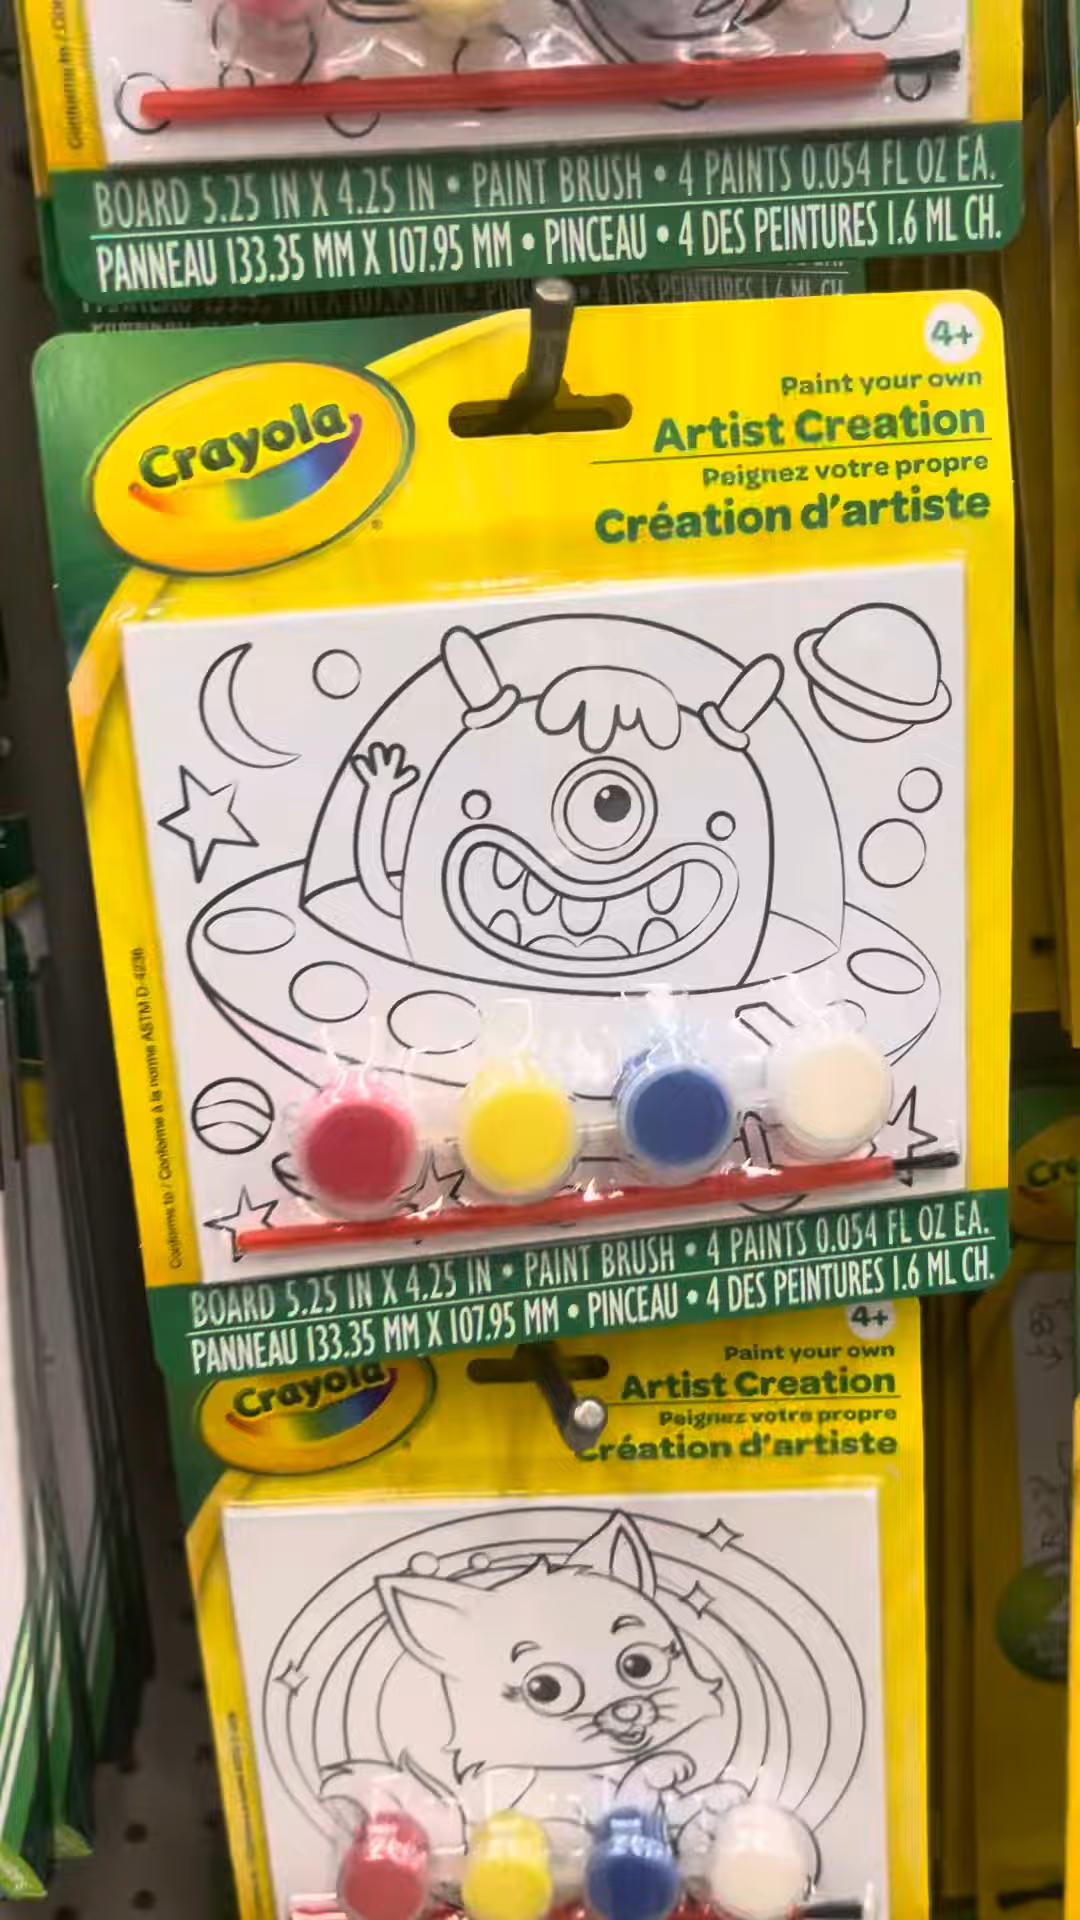 BOARD 5.25 IN X 4.25 IN • PAINT BRUSH • 4 PAINTS 0.054 FL OZ EA.
PANNEAU 133.35 MM X 107.95 MM • PINCEAU • 4 DES PEINTURES 1.6 ML CH.
4+
Crayola®
Paint your own
Artist Creation
Peignez votre propre
Création d'artiste
Conforms to / Conforme à la norme ASTM D-4236
BOARD 5.25 IN X 4.25 IN • PAINT BRUSH • 4 PAINTS 0.054 FL OZ EA.
PANNEAU 133.35 MM X 107.95 MM • PINCEAU • 4 DES PEINTURES 1.6 ML CH.
4+
Crayola
Paint your own
Artist Creation
Peignez votre propre
Création d'artiste